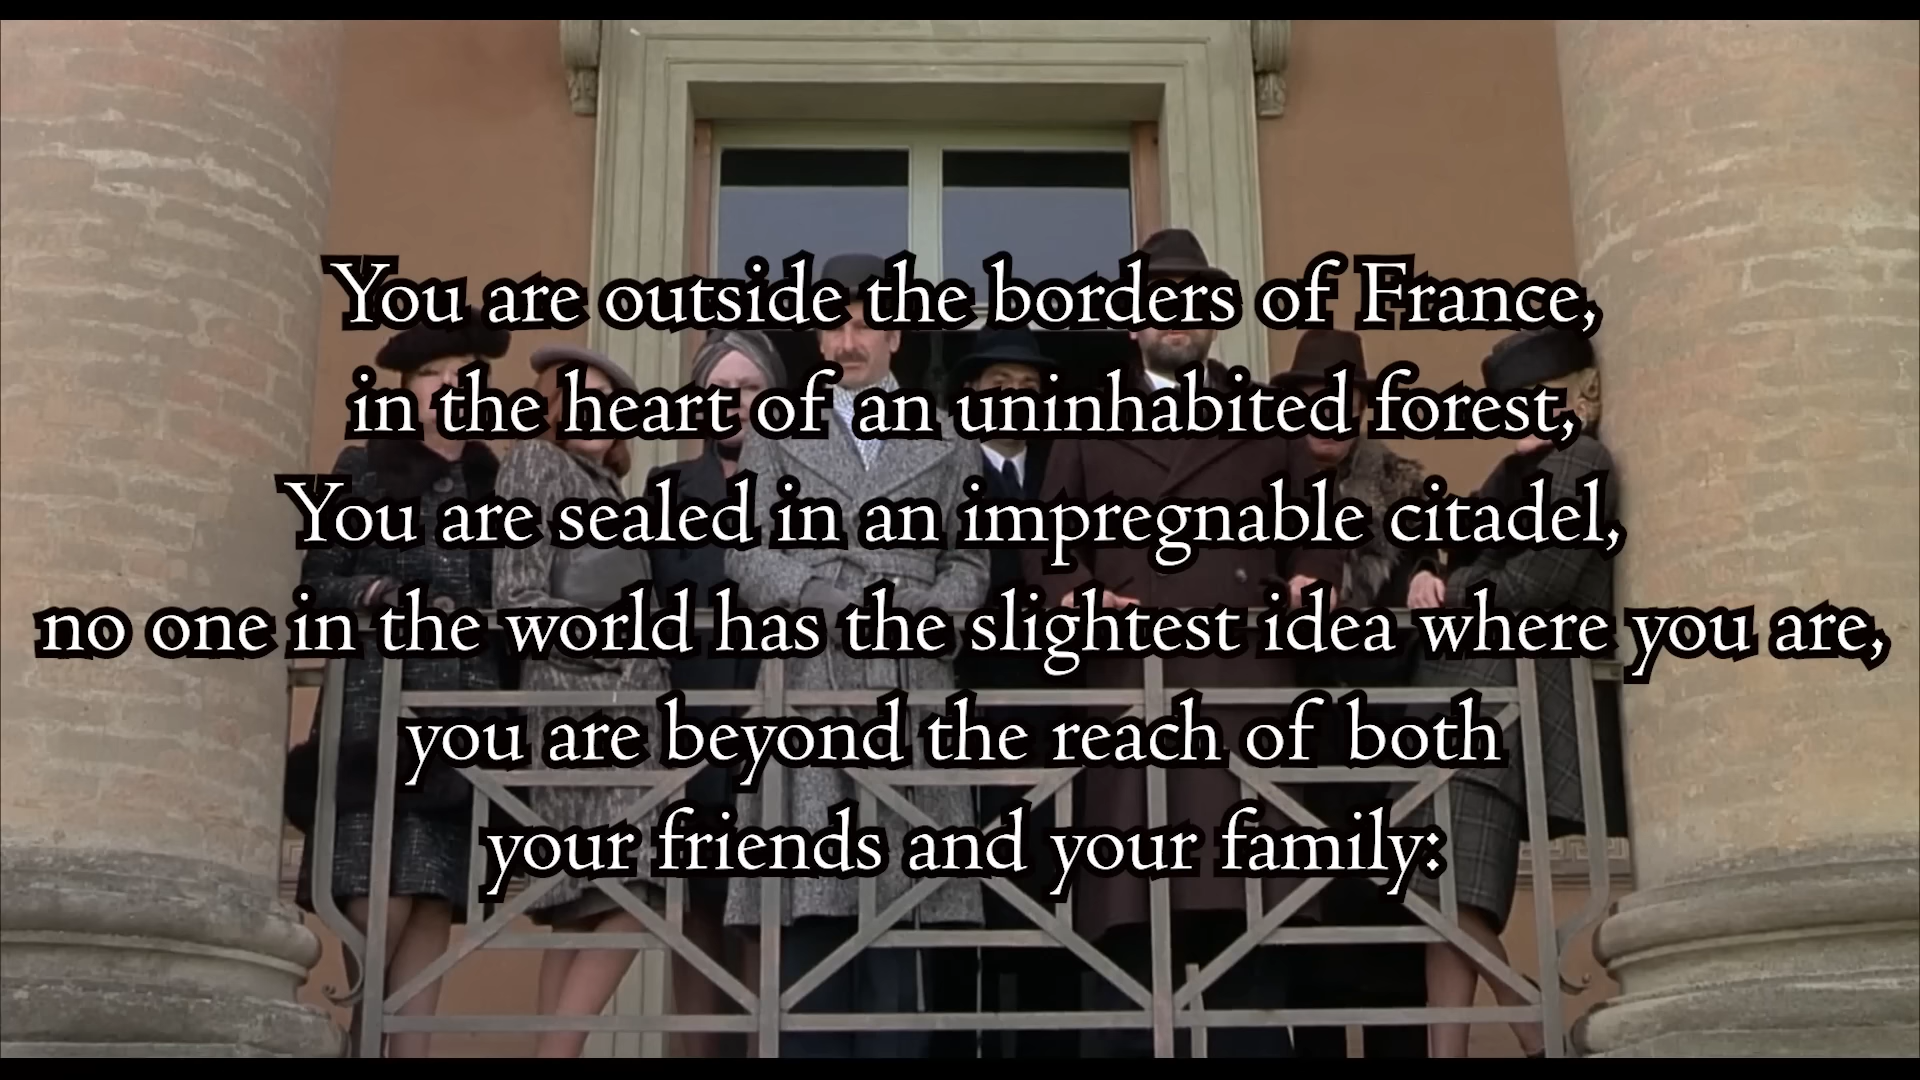 You are outside the borders of France,
in the heart of an uninhabited forest,
You are sealed in an impregnable citadel,
no one in the world has the slightest idea where you are,
you are beyond the reach of both
your friends and your family: